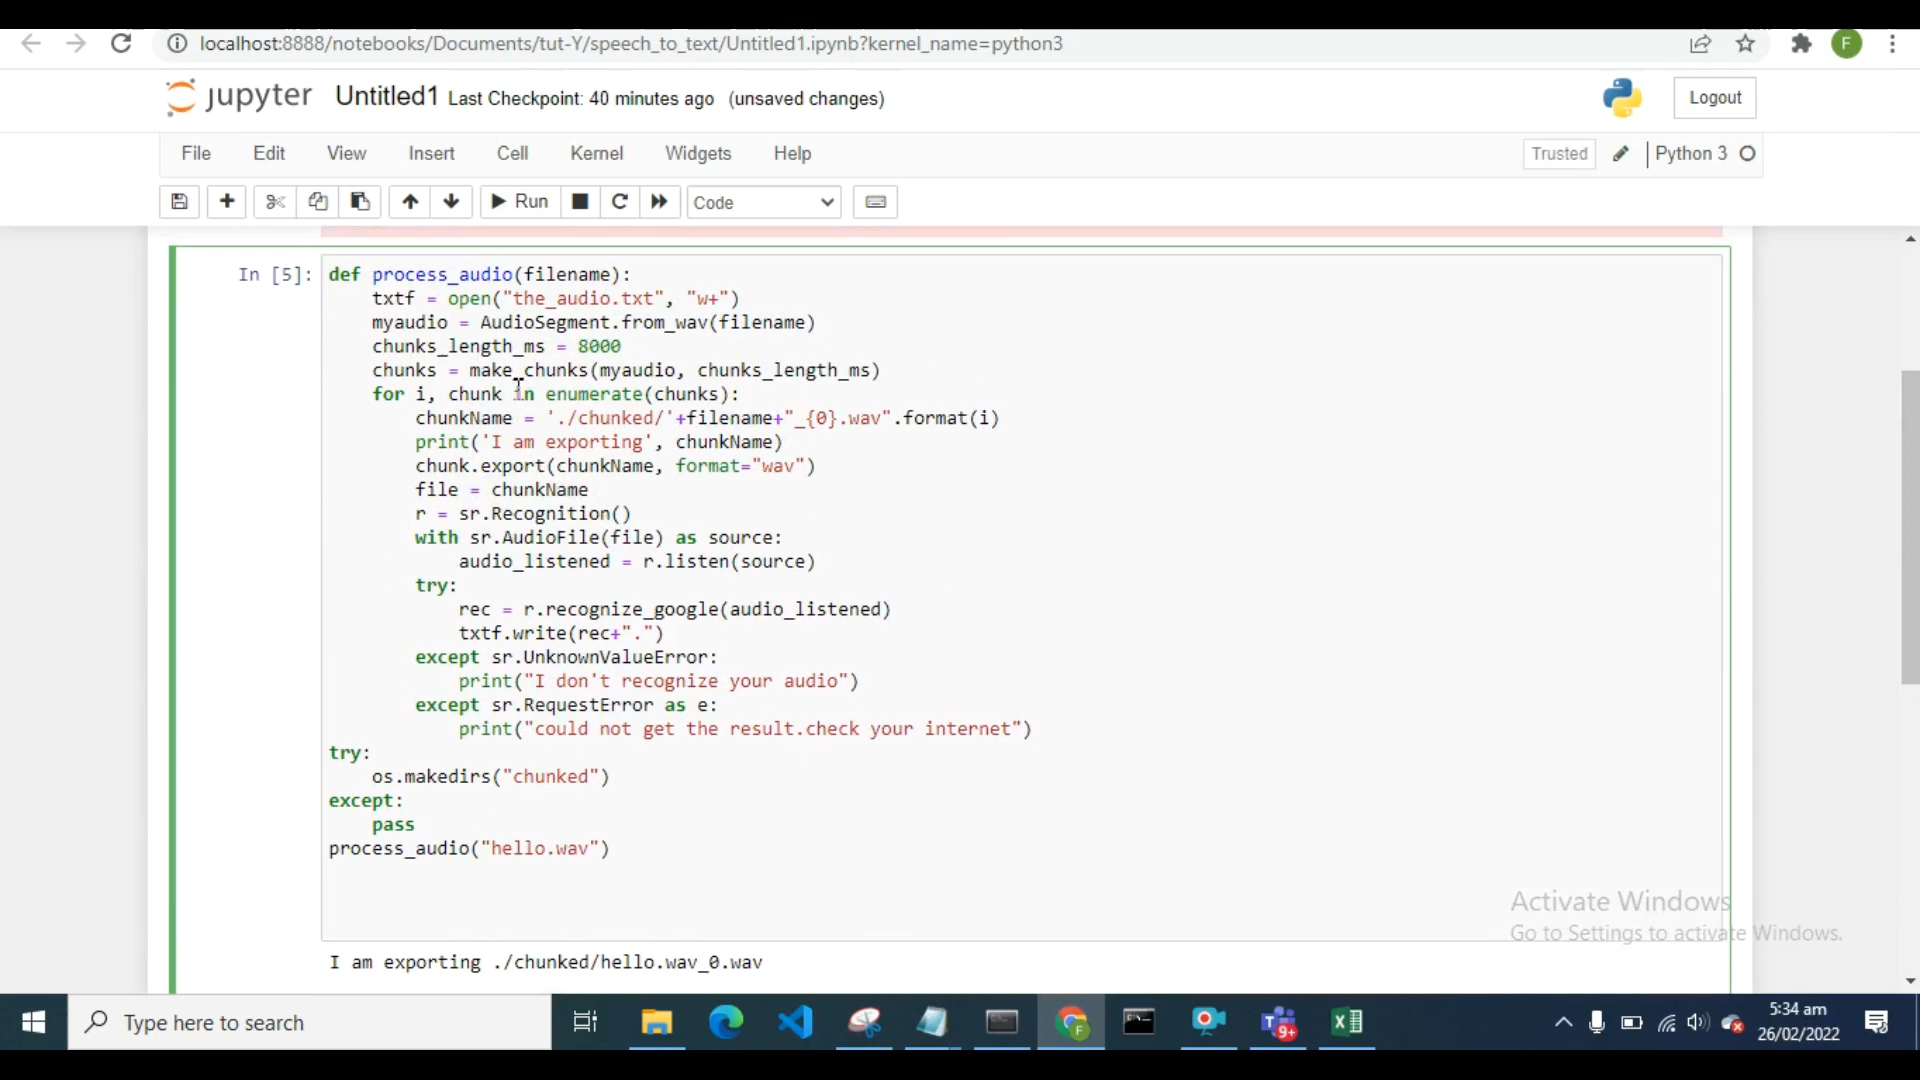 localhost:8888/notebooks/Documents/tut-Y/speech_to_text/Untitled1.ipynb?kernel_name=python3
F
jupyter Untitled1 Last Checkpoint: 40 minutes ago (unsaved changes)
Logout
File Edit View Insert Cell Kernel Widgets Help
Trusted Python 3
Run Code
In [5]:
def process_audio(filename):
    txtf = open("the_audio.txt", "w+")
    myaudio = AudioSegment.from_wav(filename)
    chunks_length_ms = 8000
    chunks = make_chunks(myaudio, chunks_length_ms)
    for i, chunk in enumerate(chunks):
        chunkName = './chunked/'+filename+"_{0}.wav".format(i)
        print('I am exporting', chunkName)
        chunk.export(chunkName, format="wav")
        file = chunkName
        r = sr.Recognition()
        with sr.AudioFile(file) as source:
            audio_listened = r.listen(source)
        try:
            rec = r.recognize_google(audio_listened)
            txtf.write(rec+".")
        except sr.UnknownValueError:
            print("I don't recognize your audio")
        except sr.RequestError as e:
            print("could not get the result.check your internet")
try:
    os.makedirs("chunked")
except:
    pass
process_audio("hello.wav")
Activate Windows
Go to Settings to activate Windows.
I am exporting ./chunked/hello.wav_0.wav
Type here to search
F
9+
5:34 am
26/02/2022